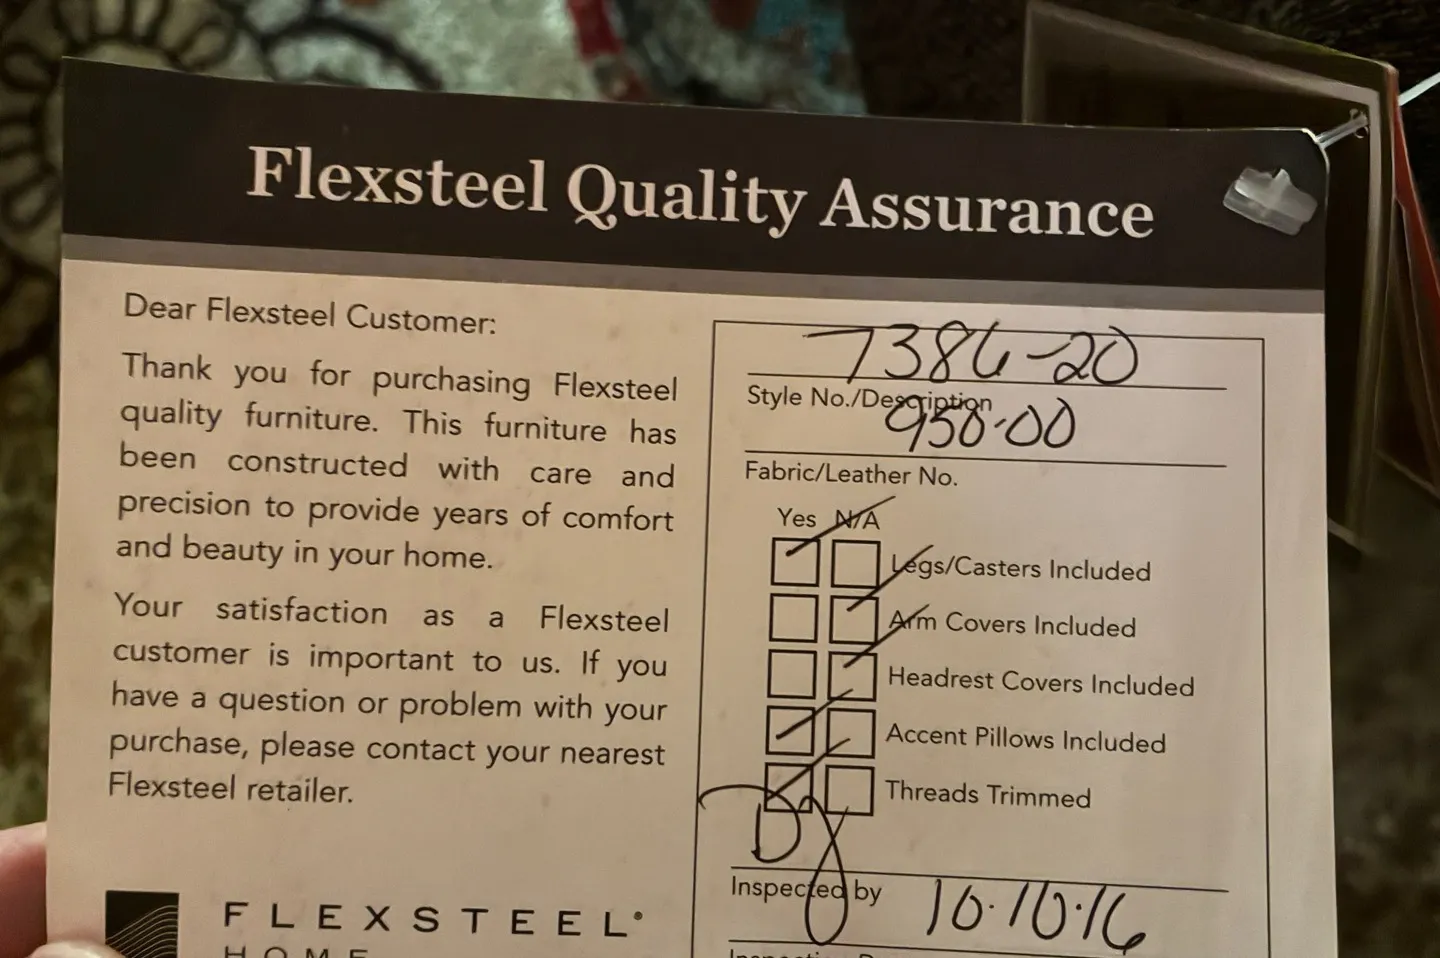 Flexsteel Quality Assurance
Dear Flexsteel Customer:
Thank you for purchasing Flexsteel
quality furniture. This furniture has
been constructed with care and
precision to provide years of comfort
and beauty in your home.
Your satisfaction as a Flexsteel
customer is important to us. If you
have a question or problem with your
purchase, please contact your nearest
Flexsteel retailer.
FLEXSTEEL®
HOME
7386-20
Style No./Description
950-00
Fabric/Leather No.
Yes N/A
Legs/Casters Included
Arm Covers Included
Headrest Covers Included
Accent Pillows Included
Threads Trimmed
Inspected by
10.10.16